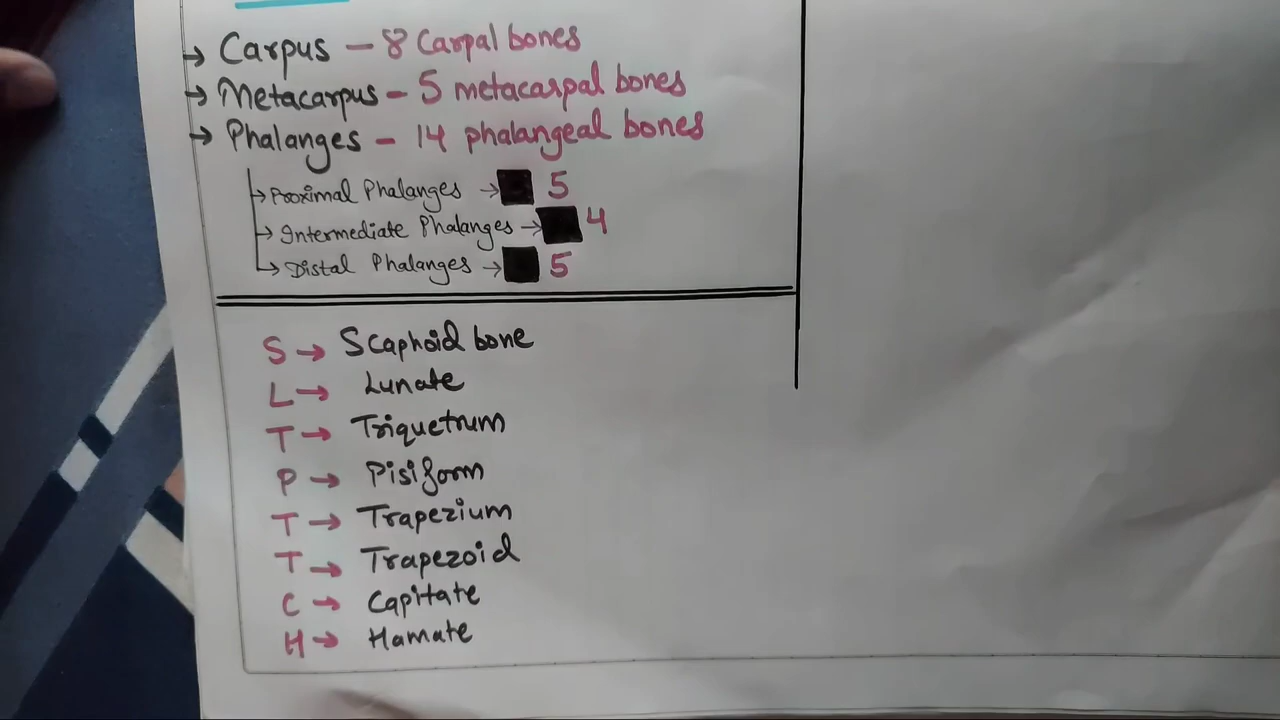 → Carpus – 8 Carpal bones
→ Metacarpus – 5 metacarpal bones
→ Phalanges – 14 phalangeal bones
→ Proximal Phalanges → 5
→ Intermediate Phalanges → 4
→ Distal Phalanges → 5
S → Scaphoid bone
L → Lunate
T → Triquetrum
P → Pisiform
T → Trapezium
T → Trapezoid
C → Capitate
H → Hamate